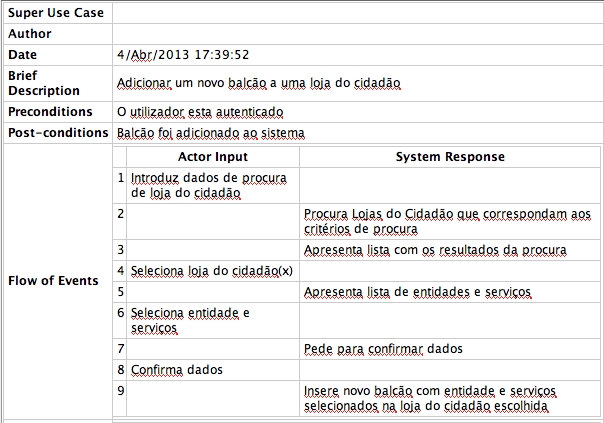 Super Use Case
Author
Date 4/Abr/2013 17:39:52
Brief
Description Adicionar um novo balcão a uma loja do cidadão
Preconditions O utilizador esta autenticado
Post-conditions Balcão foi adicionado ao sistema
Flow of Events
Actor Input System Response
1 Introduz dados de procura
de loja do cidadão
2 Procura Lojas do Cidadão que correspondam aos
critérios de procura
3 Apresenta lista com os resultados da procura
4 Seleciona loja do cidadão(x)
5 Apresenta lista de entidades e serviços
6 Seleciona entidade e
serviços
7 Pede para confirmar dados
8 Confirma dados
9 Insere novo balcão com entidade e serviços
selecionados na loja do cidadão escolhida